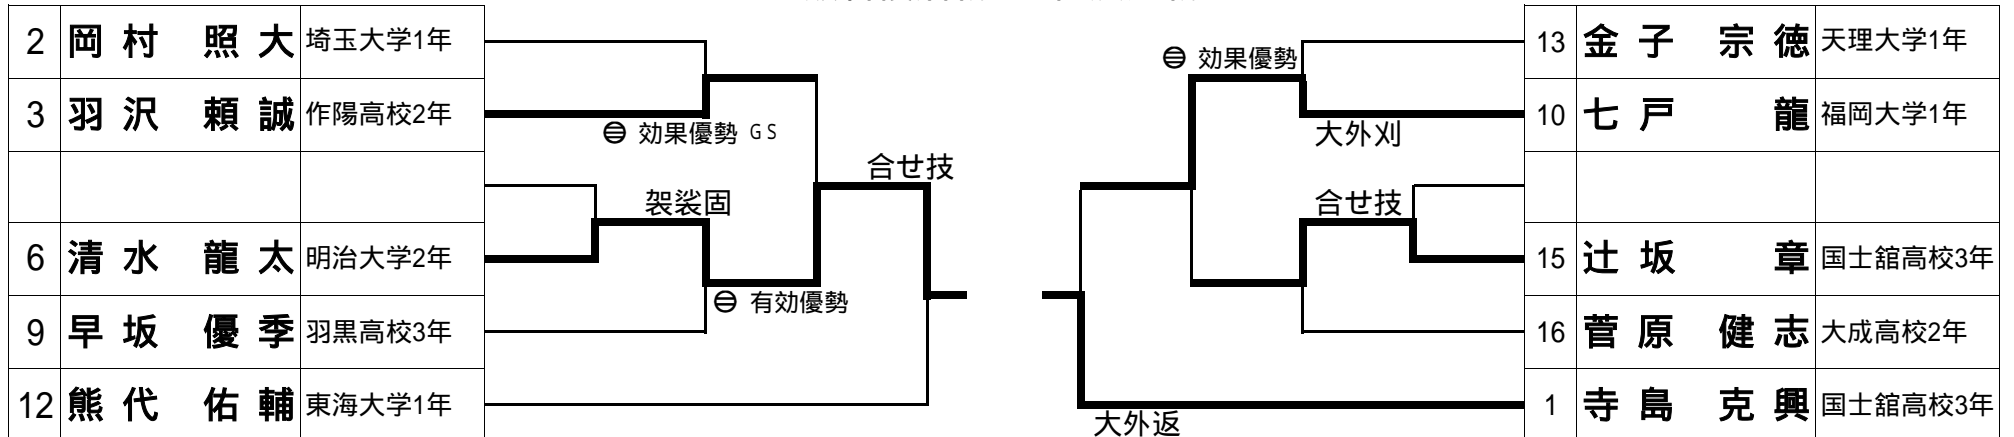 2 岡村 照大 埼玉大学1年
3 羽沢 頼誠 作陽高校2年
6 清水 龍太 明治大学2年
9 早坂 優季 羽黒高校3年
12 熊代 佑輔 東海大学1年
㊀ 効果優勢 GS
袈裟固
㊀ 有効優勢
合せ技
㊀ 効果優勢
大外刈
合せ技
大外返
13 金子 宗徳 天理大学1年
10 七戸 龍 福岡大学1年
15 辻坂 章 国士舘高校3年
16 菅原 健志 大成高校2年
1 寺島 克興 国士舘高校3年